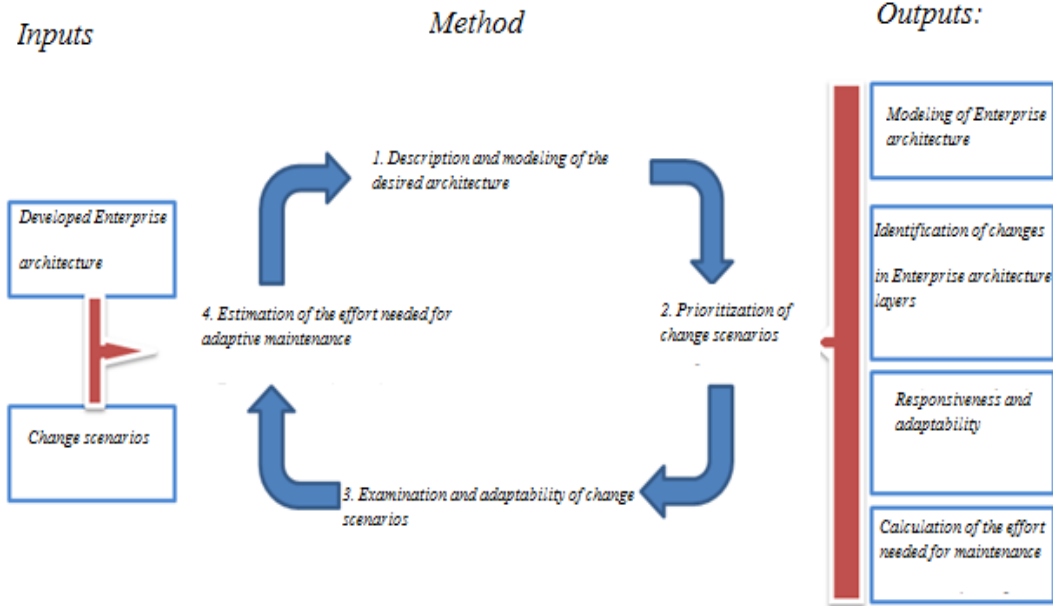 Inputs
Method
Outputs:
Developed Enterprise
architecture
Change scenarios
1. Description and modeling of the
desired architecture
2. Prioritization of
change scenarios
3. Examination and adaptability of change
scenarios
4. Estimation of the effort needed for
adaptive maintenance
Modeling of Enterprise
architecture
Identification of changes
in Enterprise architecture
layers
Responsiveness and
adaptability
Calculation of the effort
needed for maintenance